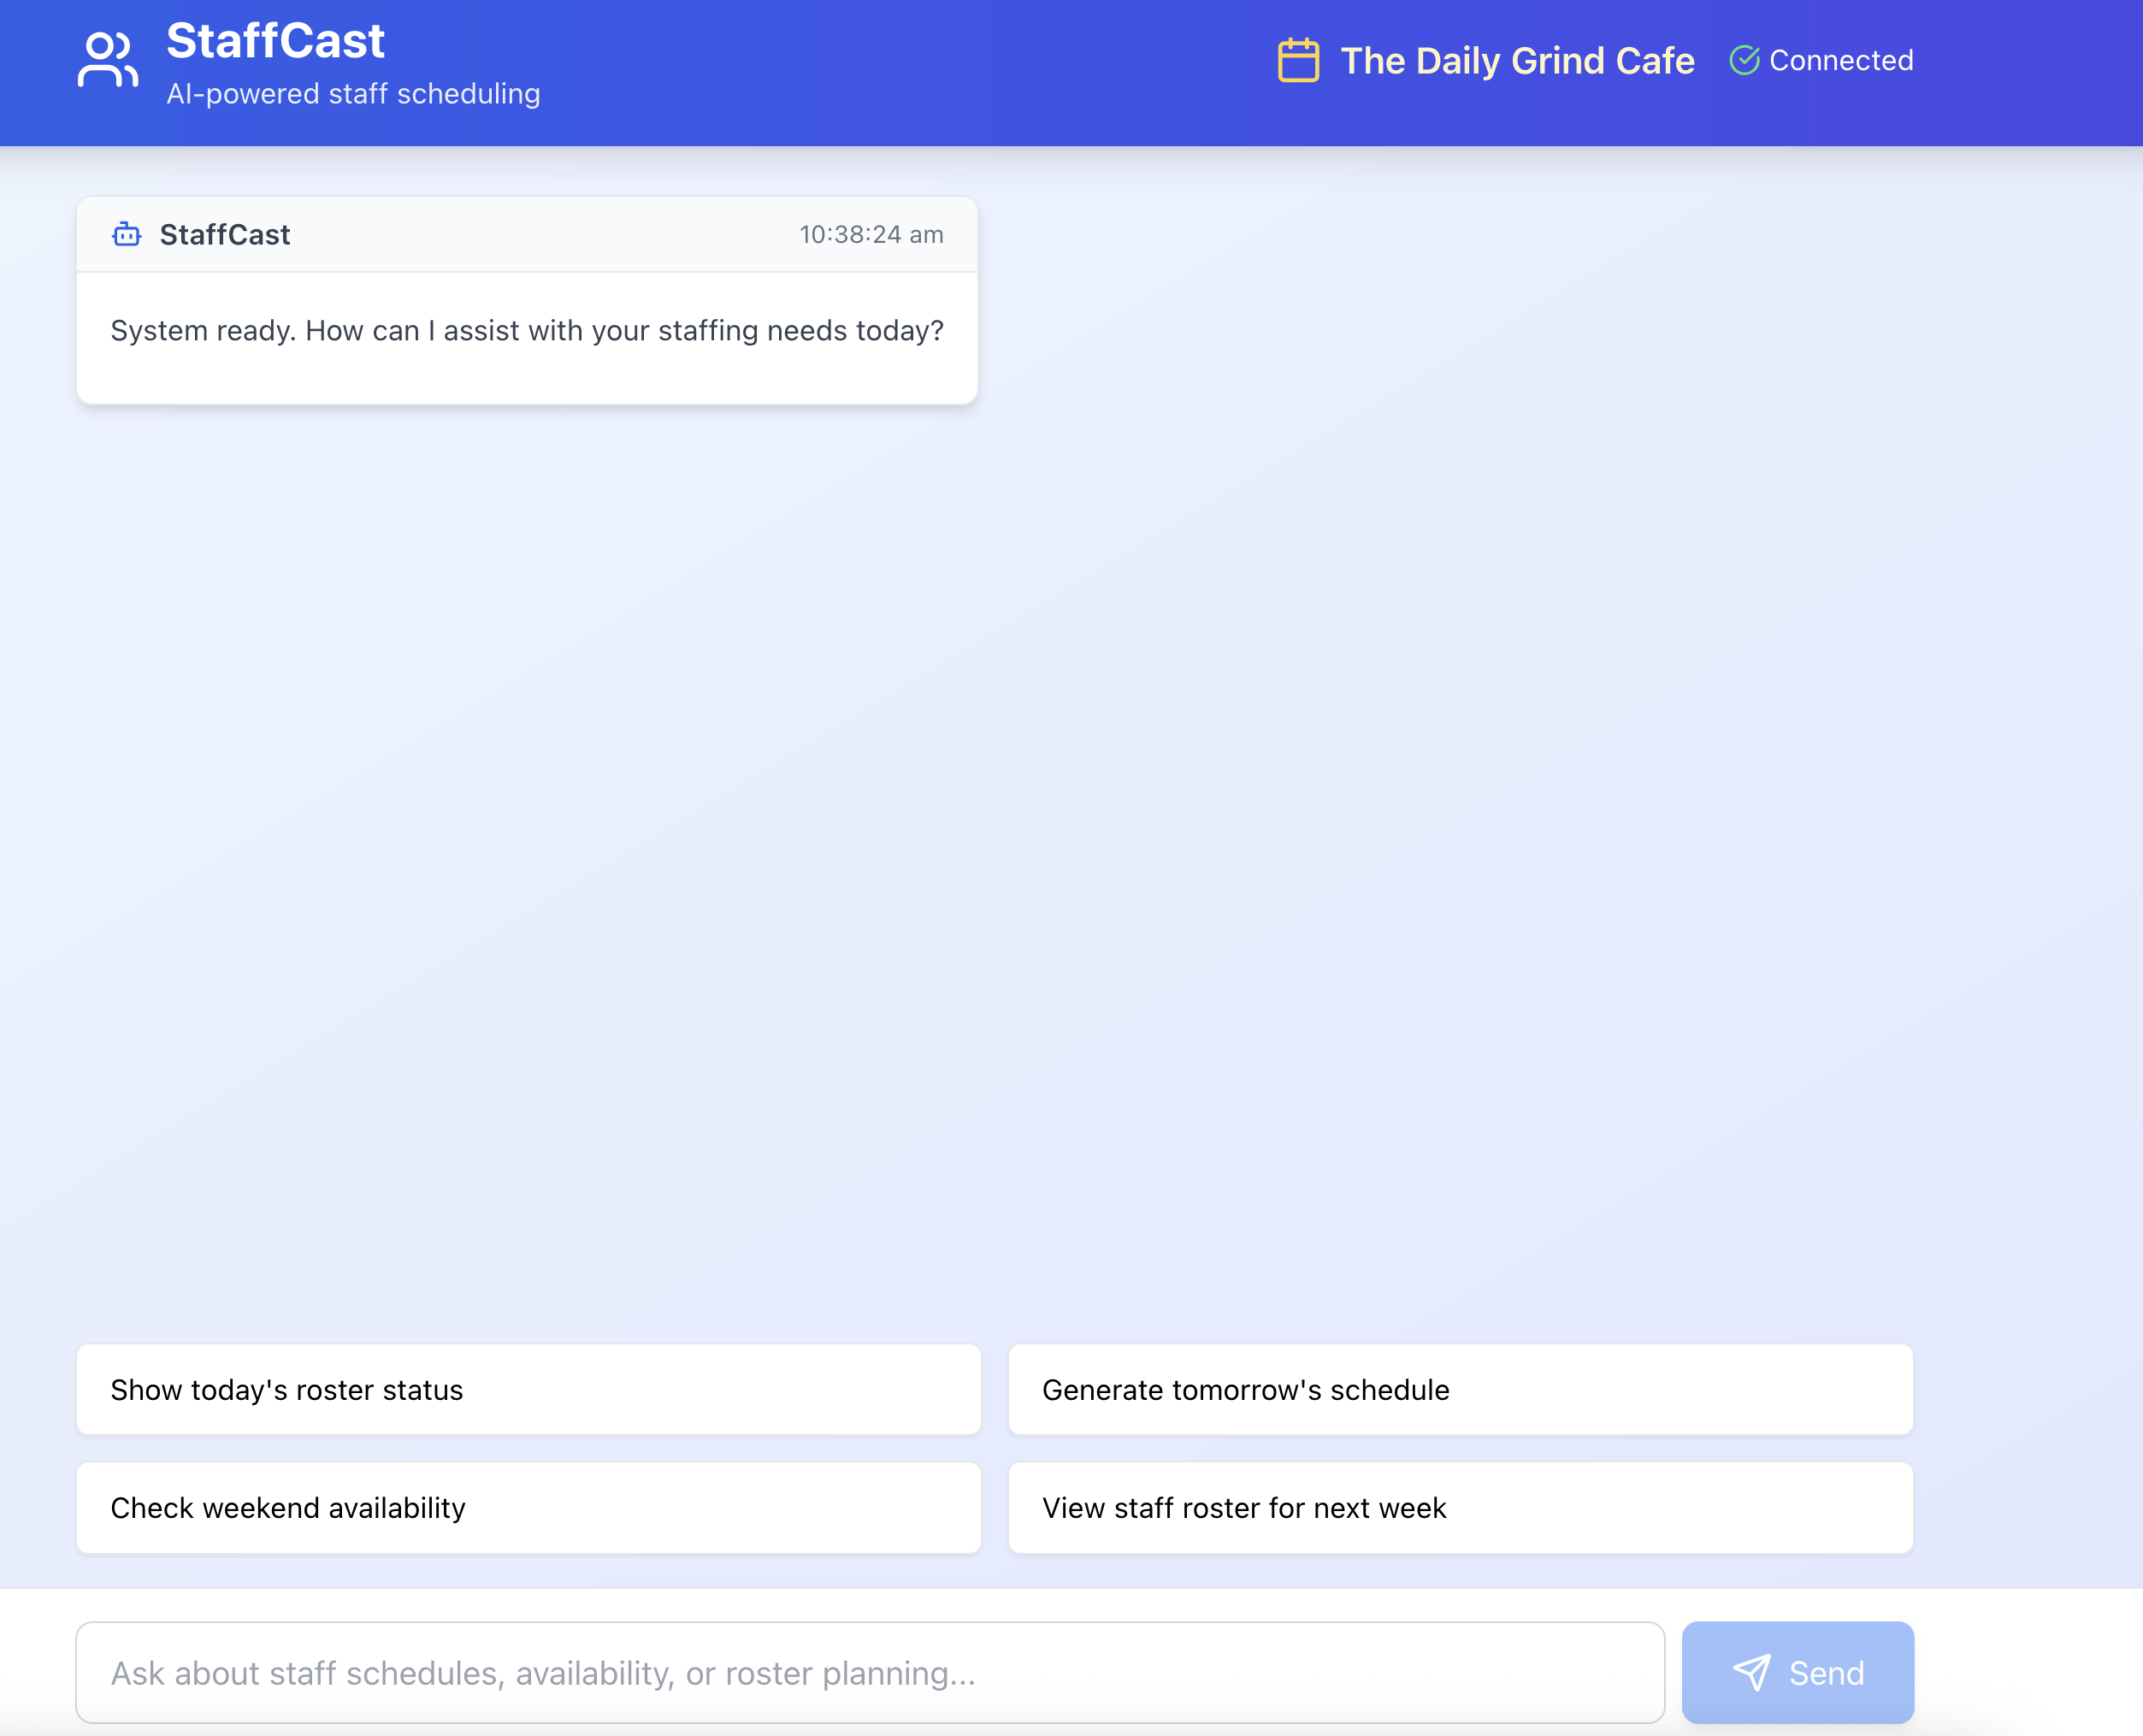 StaffCast
AI-powered staff scheduling
The Daily Grind Cafe
Connected
StaffCast
10:38:24 am
System ready. How can I assist with your staffing needs today?
Show today's roster status
Generate tomorrow's schedule
Check weekend availability
View staff roster for next week
Ask about staff schedules, availability, or roster planning...
Send